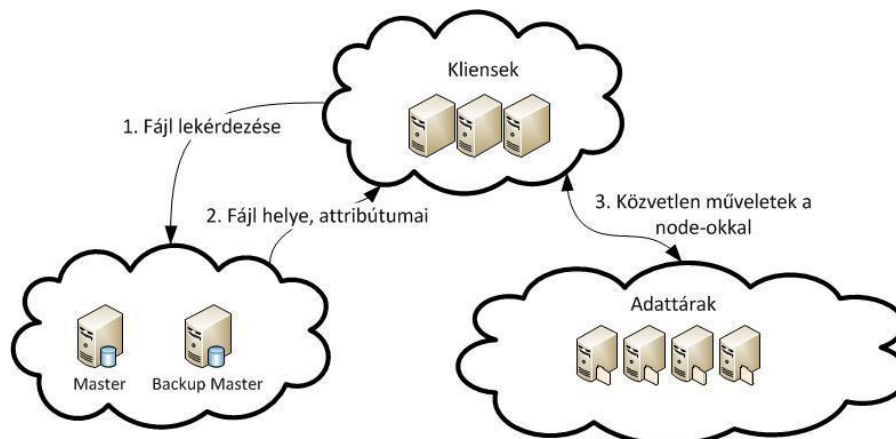 Kliensek
1. Fájl lekérdezése
2. Fájl helye, attribútumai
3. Közvetlen műveletek a
node-okkal
Adattárak
Master
Backup Master